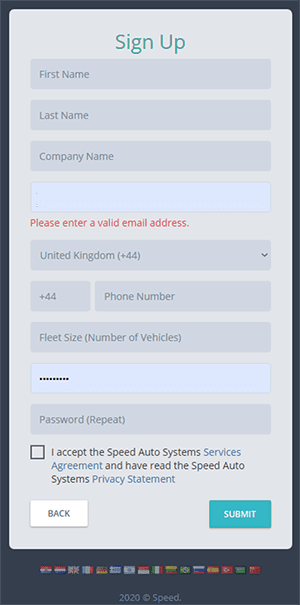 Sign Up
First Name
Last Name
Company Name
Please enter a valid email address.
United Kingdom (+44)
+44
Phone Number
Fleet Size (Number of Vehicles)
•••••••••
Password (Repeat)
I accept the Speed Auto Systems Services
Agreement and have read the Speed Auto
Systems Privacy Statement
BACK
SUBMIT
2020 © Speed.